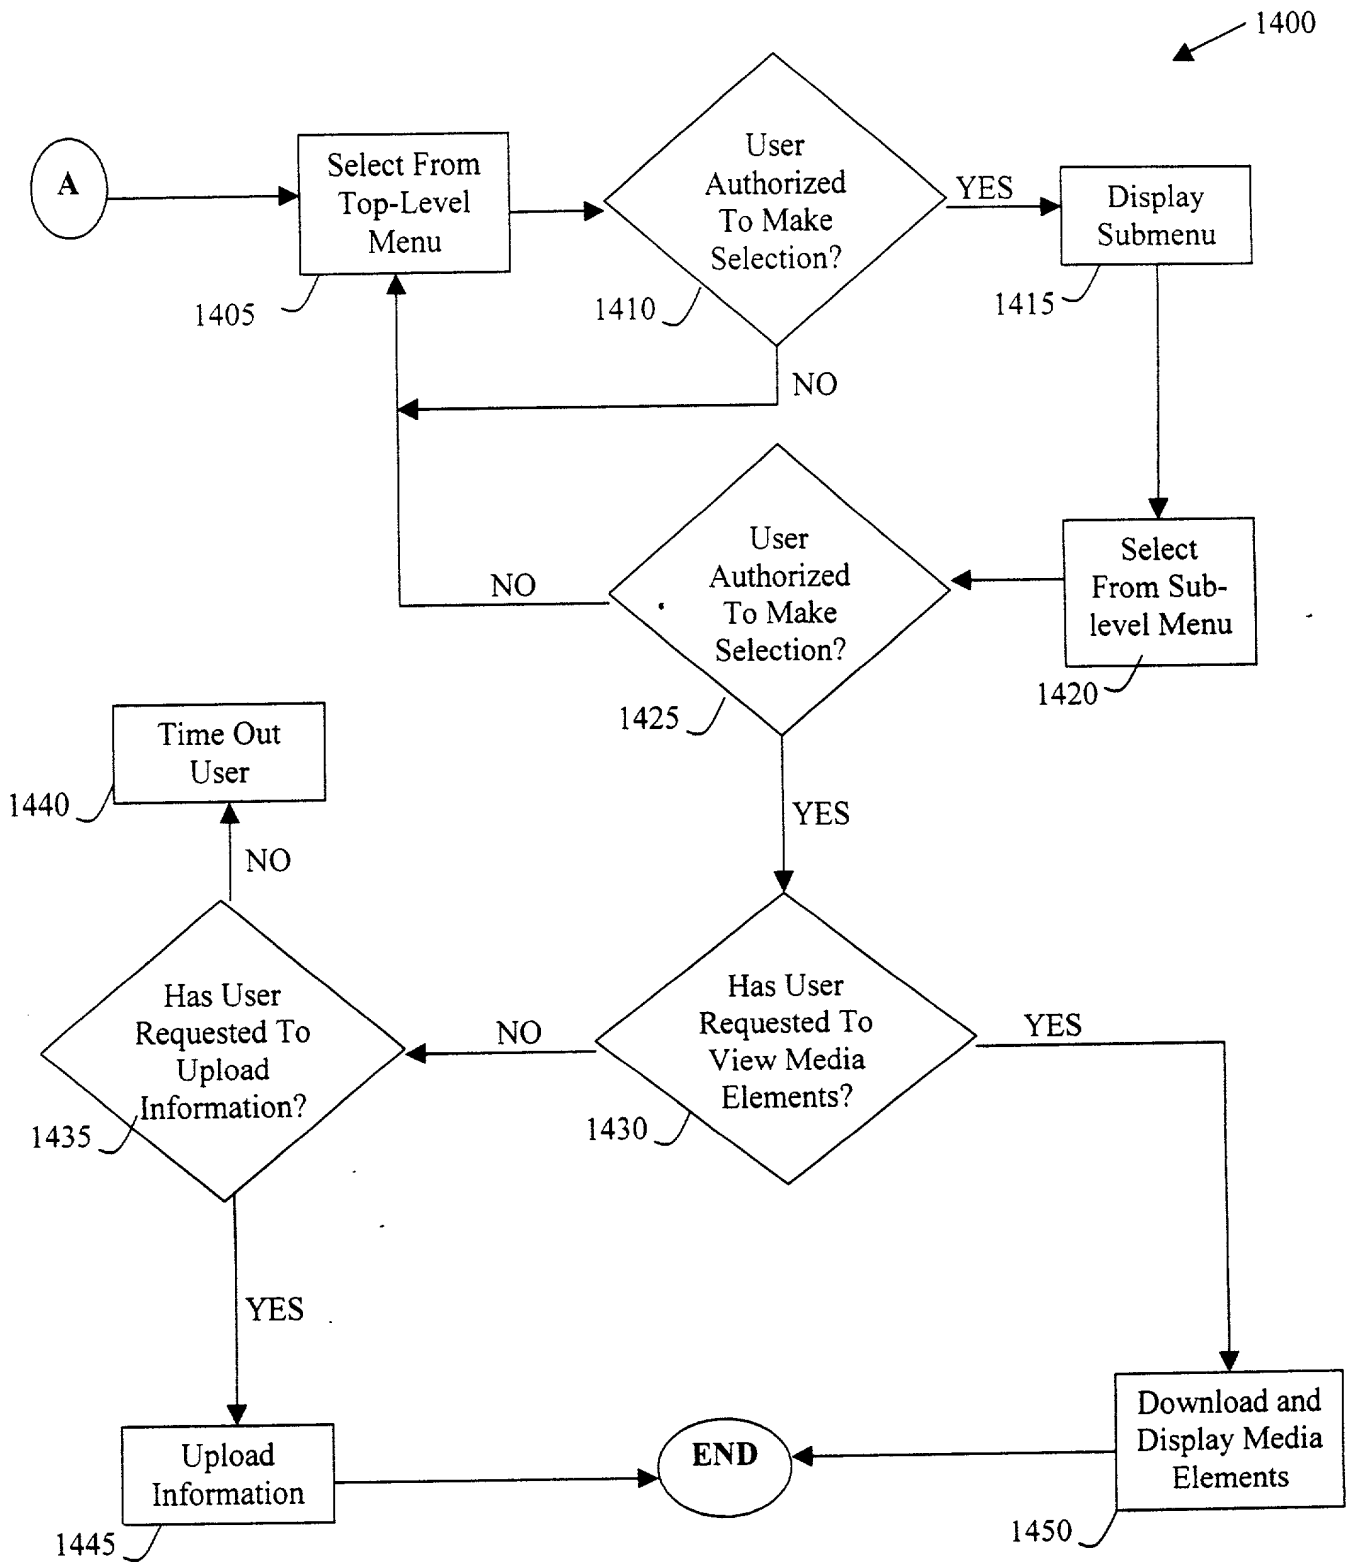 1400
A
Select From
Top-Level
Menu
1405
User
Authorized
To Make
Selection?
1410
YES
NO
Display
Submenu
1415
Select
From Sub-
level Menu
1420
User
Authorized
To Make
Selection?
1425
NO
YES
Time Out
User
1440
NO
Has User
Requested To
Upload
Information?
1435
NO
Has User
Requested To
View Media
Elements?
1430
YES
YES
Upload
Information
1445
END
Download and
Display Media
Elements
1450